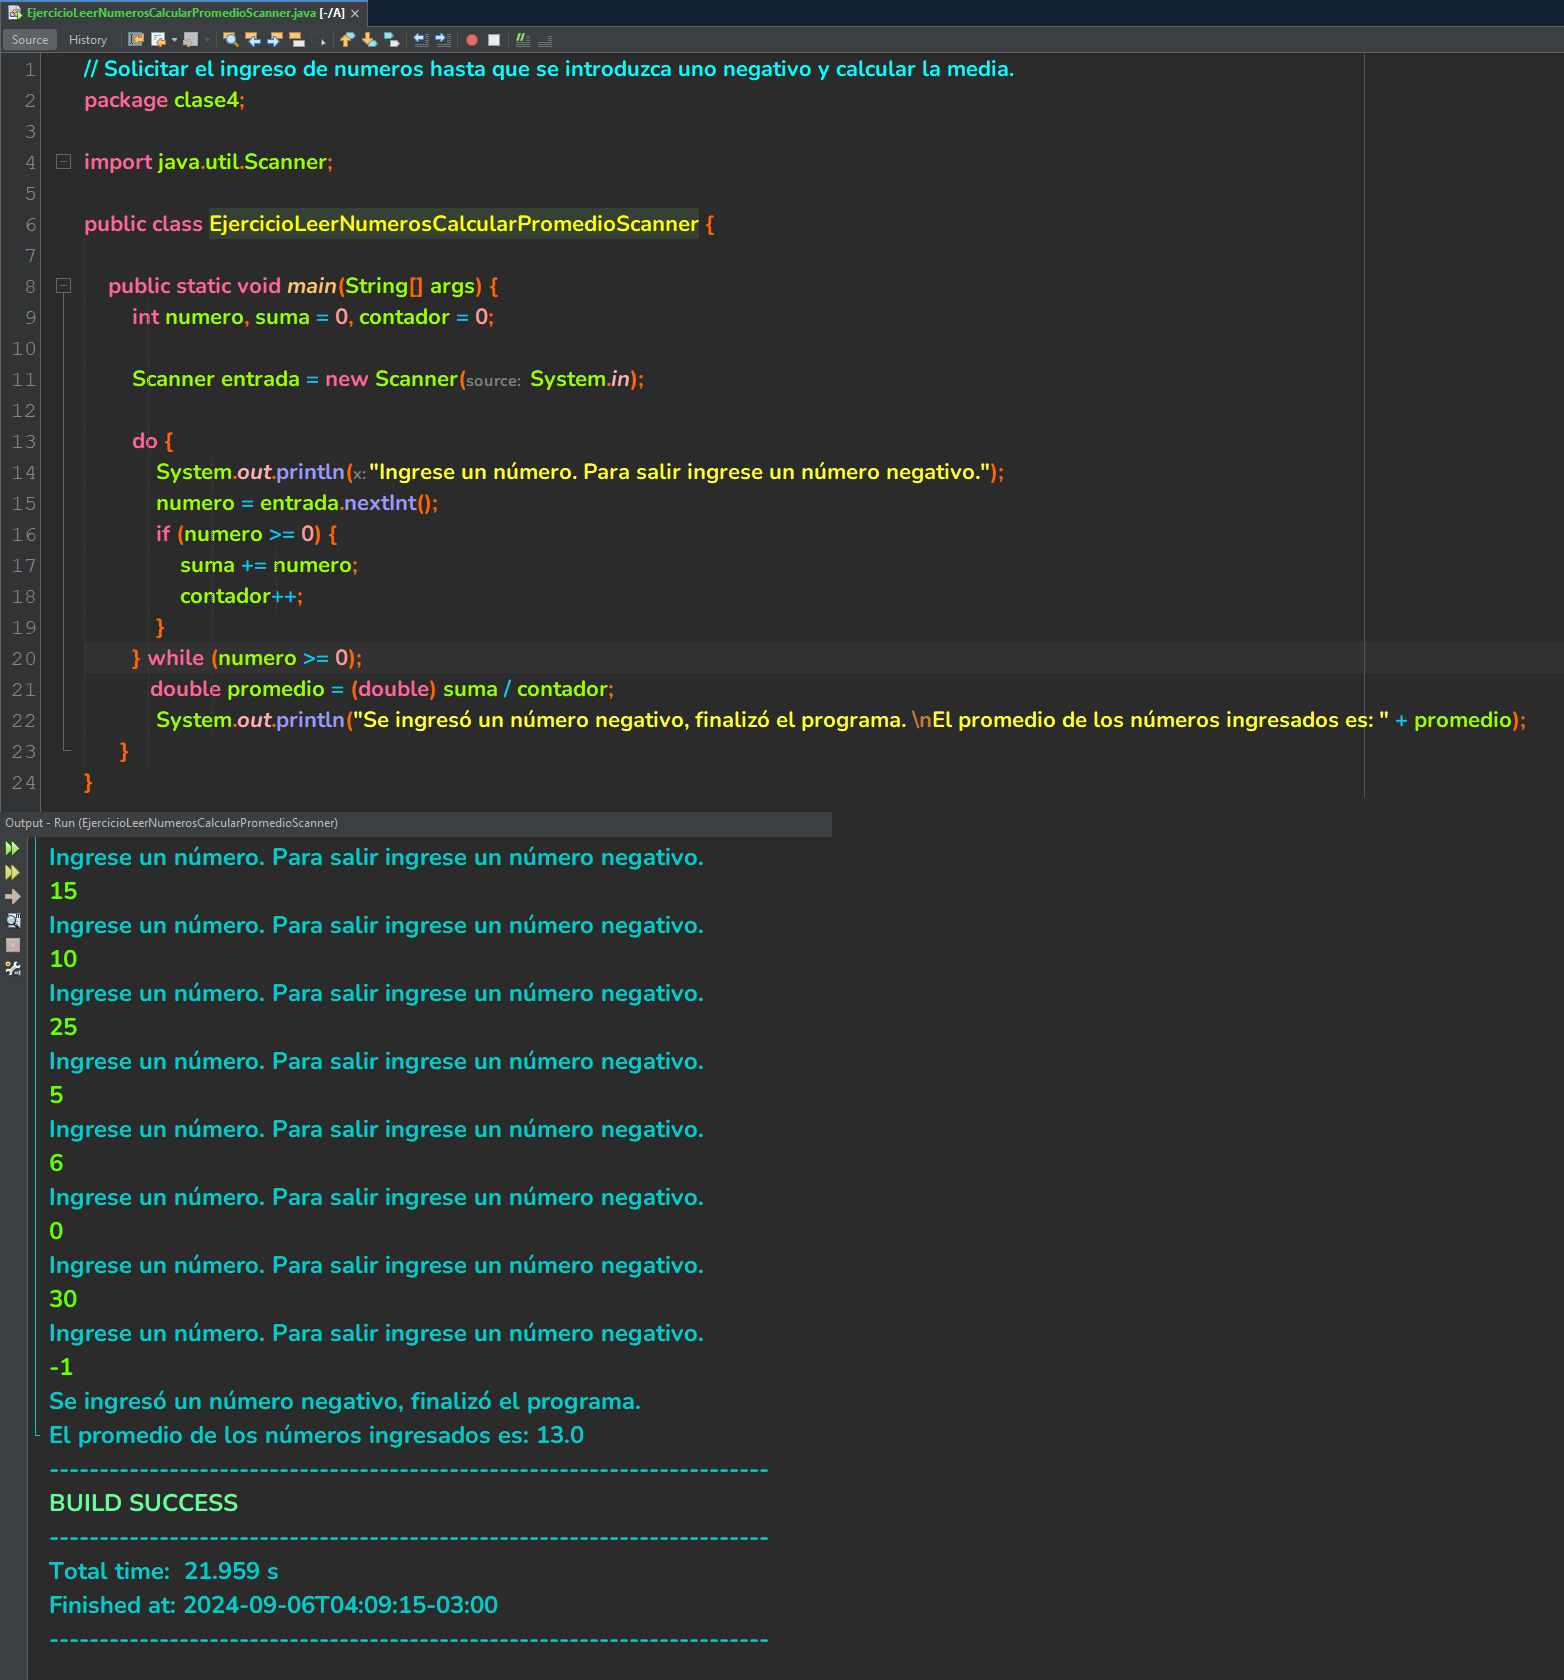 EjercicioLeerNumerosCalcularPromedioScanner.java [-/A]
Source History
1 // Solicitar el ingreso de numeros hasta que se introduzca uno negativo y calcular la media.
2 package clase4;
3
4 import java.util.Scanner;
5
6 public class EjercicioLeerNumerosCalcularPromedioScanner {
7
8 public static void main(String[] args) {
9 int numero, suma = 0, contador = 0;
10
11 Scanner entrada = new Scanner(source: System.in);
12
13 do {
14 System.out.println(x: "Ingrese un número. Para salir ingrese un número negativo.");
15 numero = entrada.nextInt();
16 if (numero >= 0) {
17 suma += numero;
18 contador++;
19 }
20 } while (numero >= 0);
21 double promedio = (double) suma / contador;
22 System.out.println("Se ingresó un número negativo, finalizó el programa. \nEl promedio de los números ingresados es: " + promedio);
23 }
24 }
Output - Run (EjercicioLeerNumerosCalcularPromedioScanner)
Ingrese un número. Para salir ingrese un número negativo.
15
Ingrese un número. Para salir ingrese un número negativo.
10
Ingrese un número. Para salir ingrese un número negativo.
25
Ingrese un número. Para salir ingrese un número negativo.
5
Ingrese un número. Para salir ingrese un número negativo.
6
Ingrese un número. Para salir ingrese un número negativo.
0
Ingrese un número. Para salir ingrese un número negativo.
30
Ingrese un número. Para salir ingrese un número negativo.
-1
Se ingresó un número negativo, finalizó el programa.
El promedio de los números ingresados es: 13.0
------------------------------------------------------------------------
BUILD SUCCESS
------------------------------------------------------------------------
Total time:  21.959 s
Finished at: 2024-09-06T04:09:15-03:00
------------------------------------------------------------------------